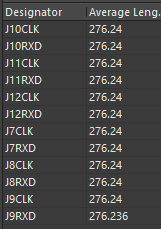 Designator Average Leng.
J10CLK 276.24
J10RXD 276.24
J11CLK 276.24
J11RXD 276.24
J12CLK 276.24
J12RXD 276.24
J7CLK 276.24
J7RXD 276.24
J8CLK 276.24
J8RXD 276.24
J9CLK 276.24
J9RXD 276.236